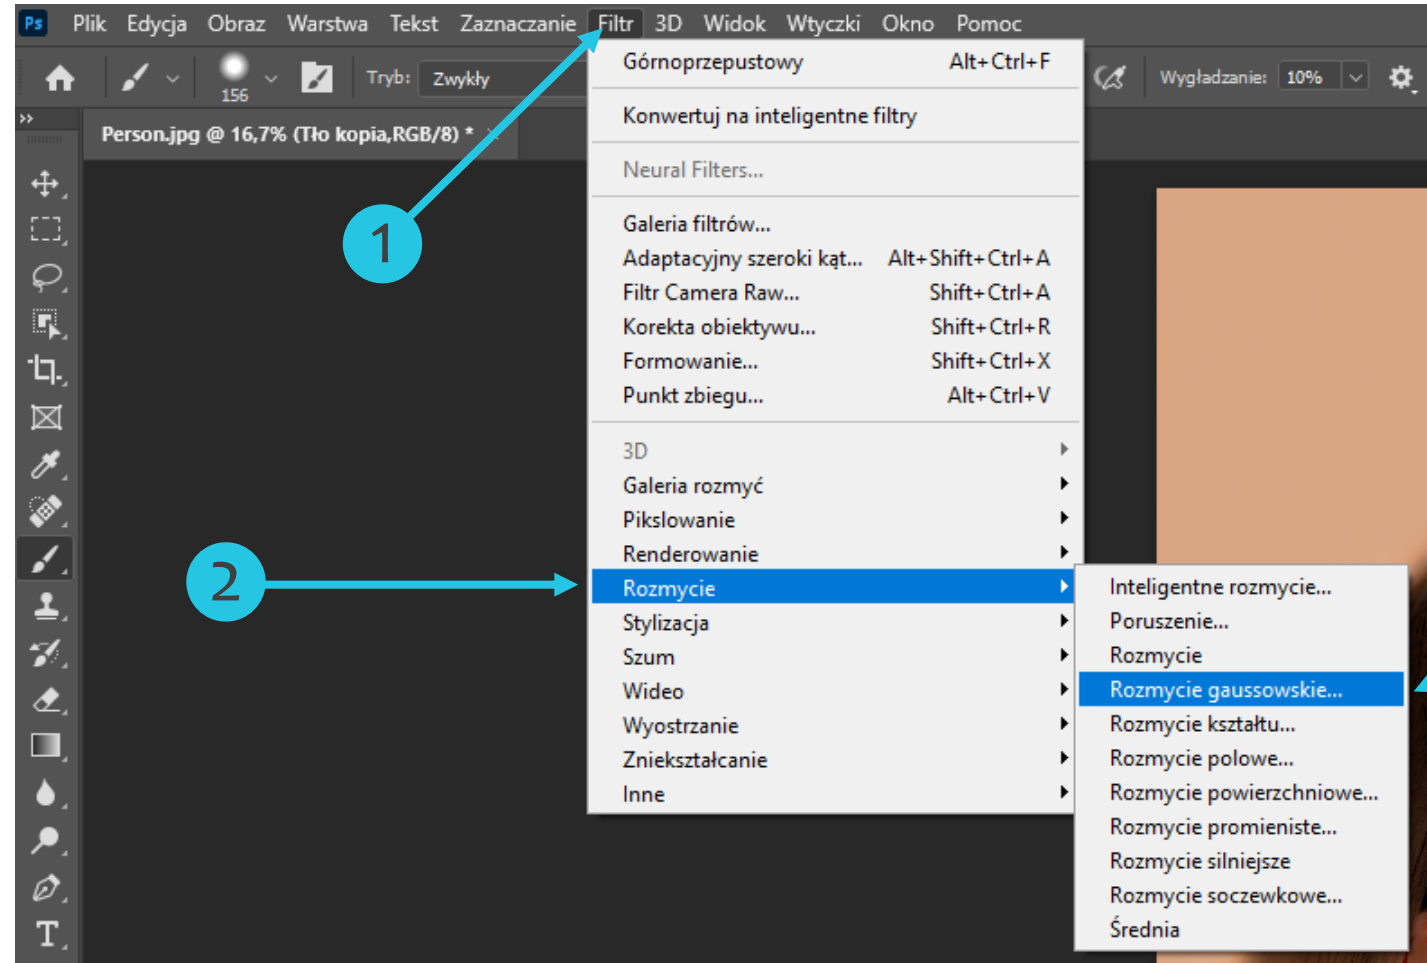 Ps Plik Edycja Obraz Warstwa Tekst Zaznaczanie Filtr 3D Widok Wtyczki Okno Pomoc
156 Tryb: Zwykły Wygładzanie: 10%
Person.jpg @ 16,7% (Tło kopia,RGB/8) * ×
1
2
Górnoprzepustowy Alt+Ctrl+F
Konwertuj na inteligentne filtry
Neural Filters...
Galeria filtrów...
Adaptacyjny szeroki kąt... Alt+Shift+Ctrl+A
Filtr Camera Raw... Shift+Ctrl+A
Korekta obiektywu... Shift+Ctrl+R
Formowanie... Shift+Ctrl+X
Punkt zbiegu... Alt+Ctrl+V
3D
Galeria rozmyć
Pikslowanie
Renderowanie
Rozmycie
Stylizacja
Szum
Wideo
Wyostrzanie
Zniekształcanie
Inne
Inteligentne rozmycie...
Poruszenie...
Rozmycie
Rozmycie gaussowskie...
Rozmycie kształtu...
Rozmycie polowe...
Rozmycie powierzchniowe...
Rozmycie promieniste...
Rozmycie silniejsze
Rozmycie soczewkowe...
Średnia
T